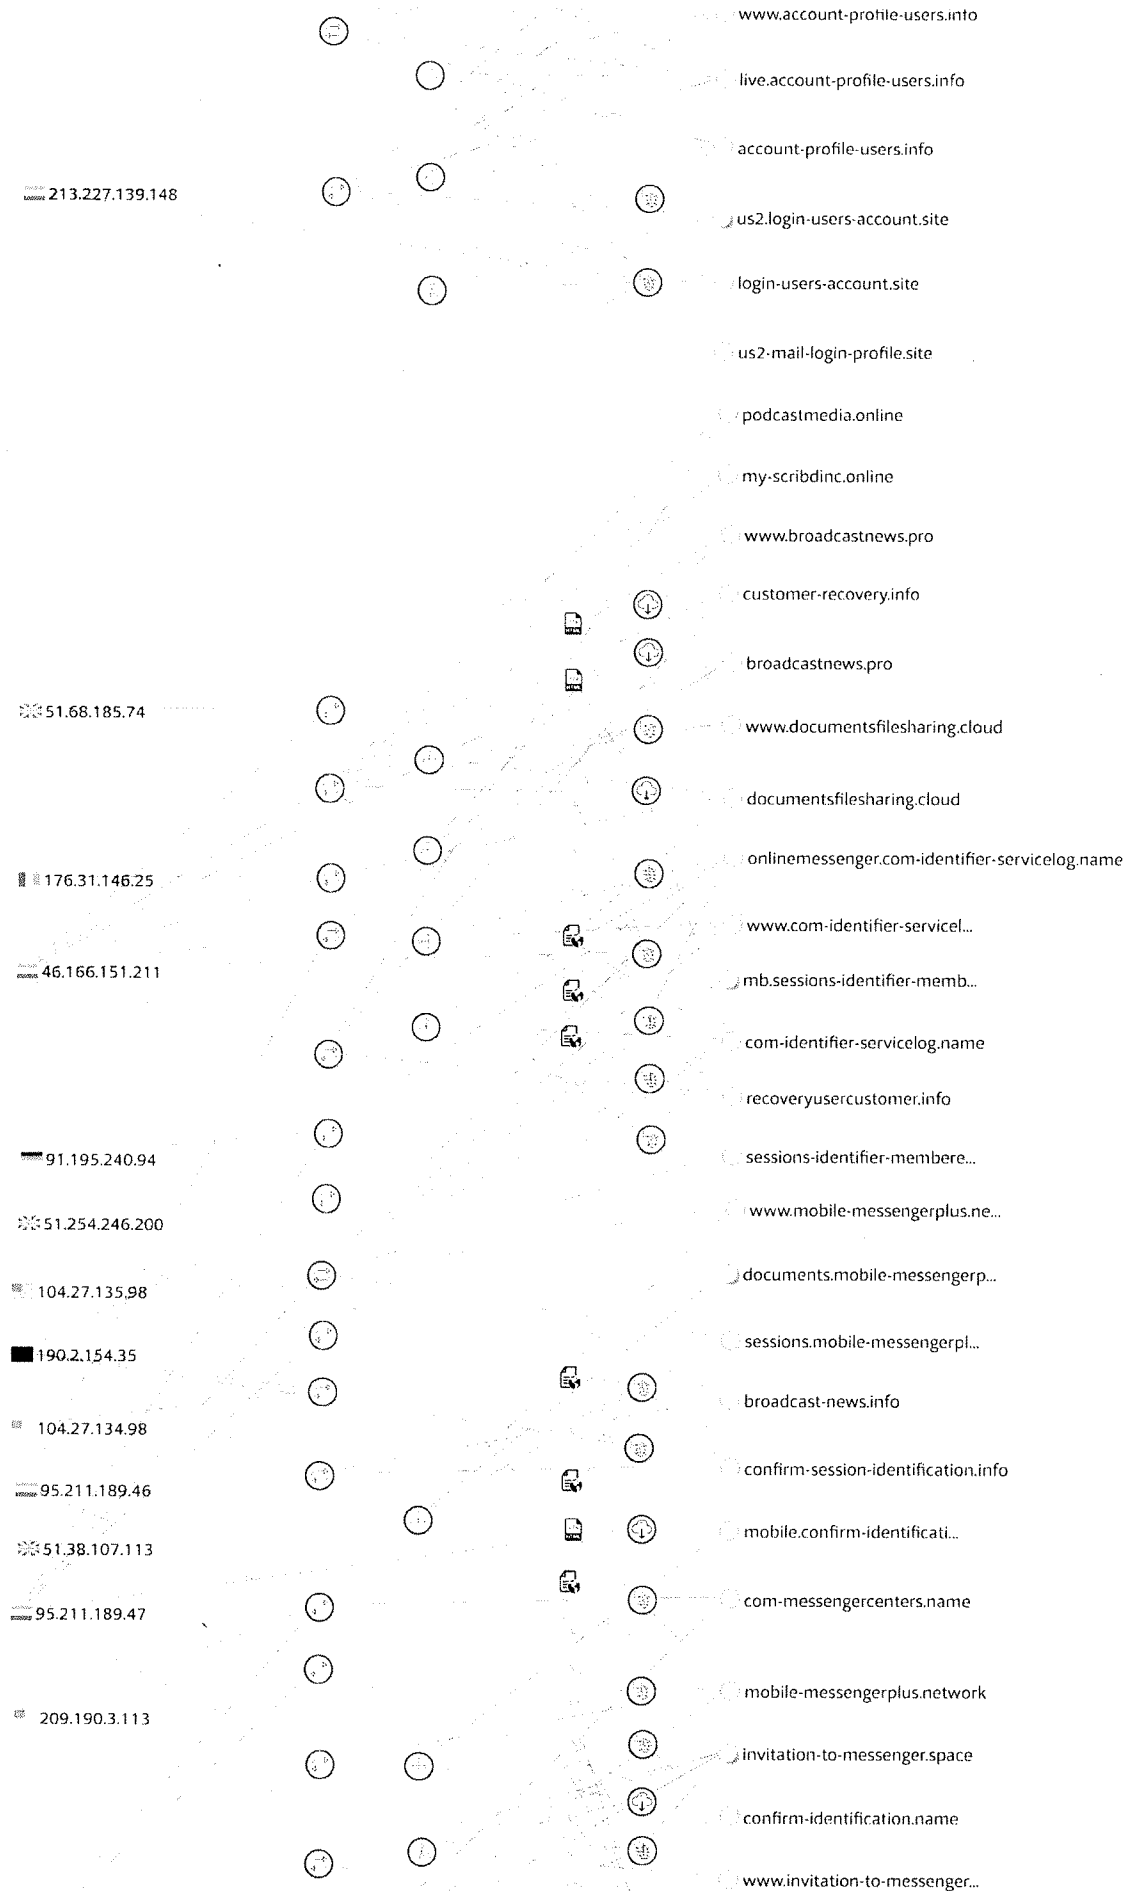 www.account-profile-users.info
live.account-profile-users.info
account-profile-users.info
213.227.139.148
us2.login-users-account.site
login-users-account.site
us2-mail-login-profile.site
podcastmedia.online
my-scribdinc.online
www.broadcastnews.pro
customer-recovery.info
broadcastnews.pro
51.68.185.74
www.documentsfilesharing.cloud
documentsfilesharing.cloud
onlinemessenger.com-identifier-servicelog.name
176.31.146.25
www.com-identifier-servicel...
46.166.151.211
mb.sessions-identifier-memb...
com-identifier-servicelog.name
recoveryusercustomer.info
91.195.240.94
sessions-identifier-membere...
www.mobile-messengerplus.ne...
51.254.246.200
documents.mobile-messengerp...
104.27.135.98
sessions.mobile-messengerpl...
190.2.154.35
broadcast-news.info
104.27.134.98
confirm-session-identification.info
95.211.189.46
mobile.confirm-identificati...
51.38.107.113
com-messengercenters.name
95.211.189.47
mobile-messengerplus.network
209.190.3.113
invitation-to-messenger.space
confirm-identification.name
www.invitation-to-messenger...